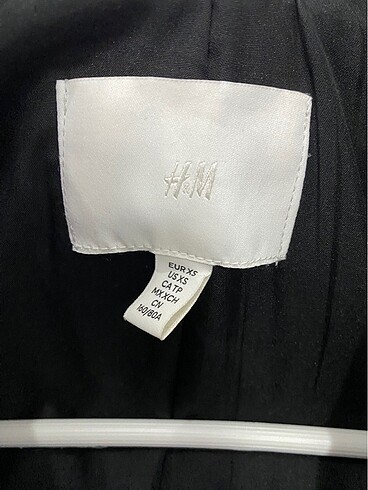 H&M
EUR XS
US XS
CA TP
MX XCH
CN
160/80A